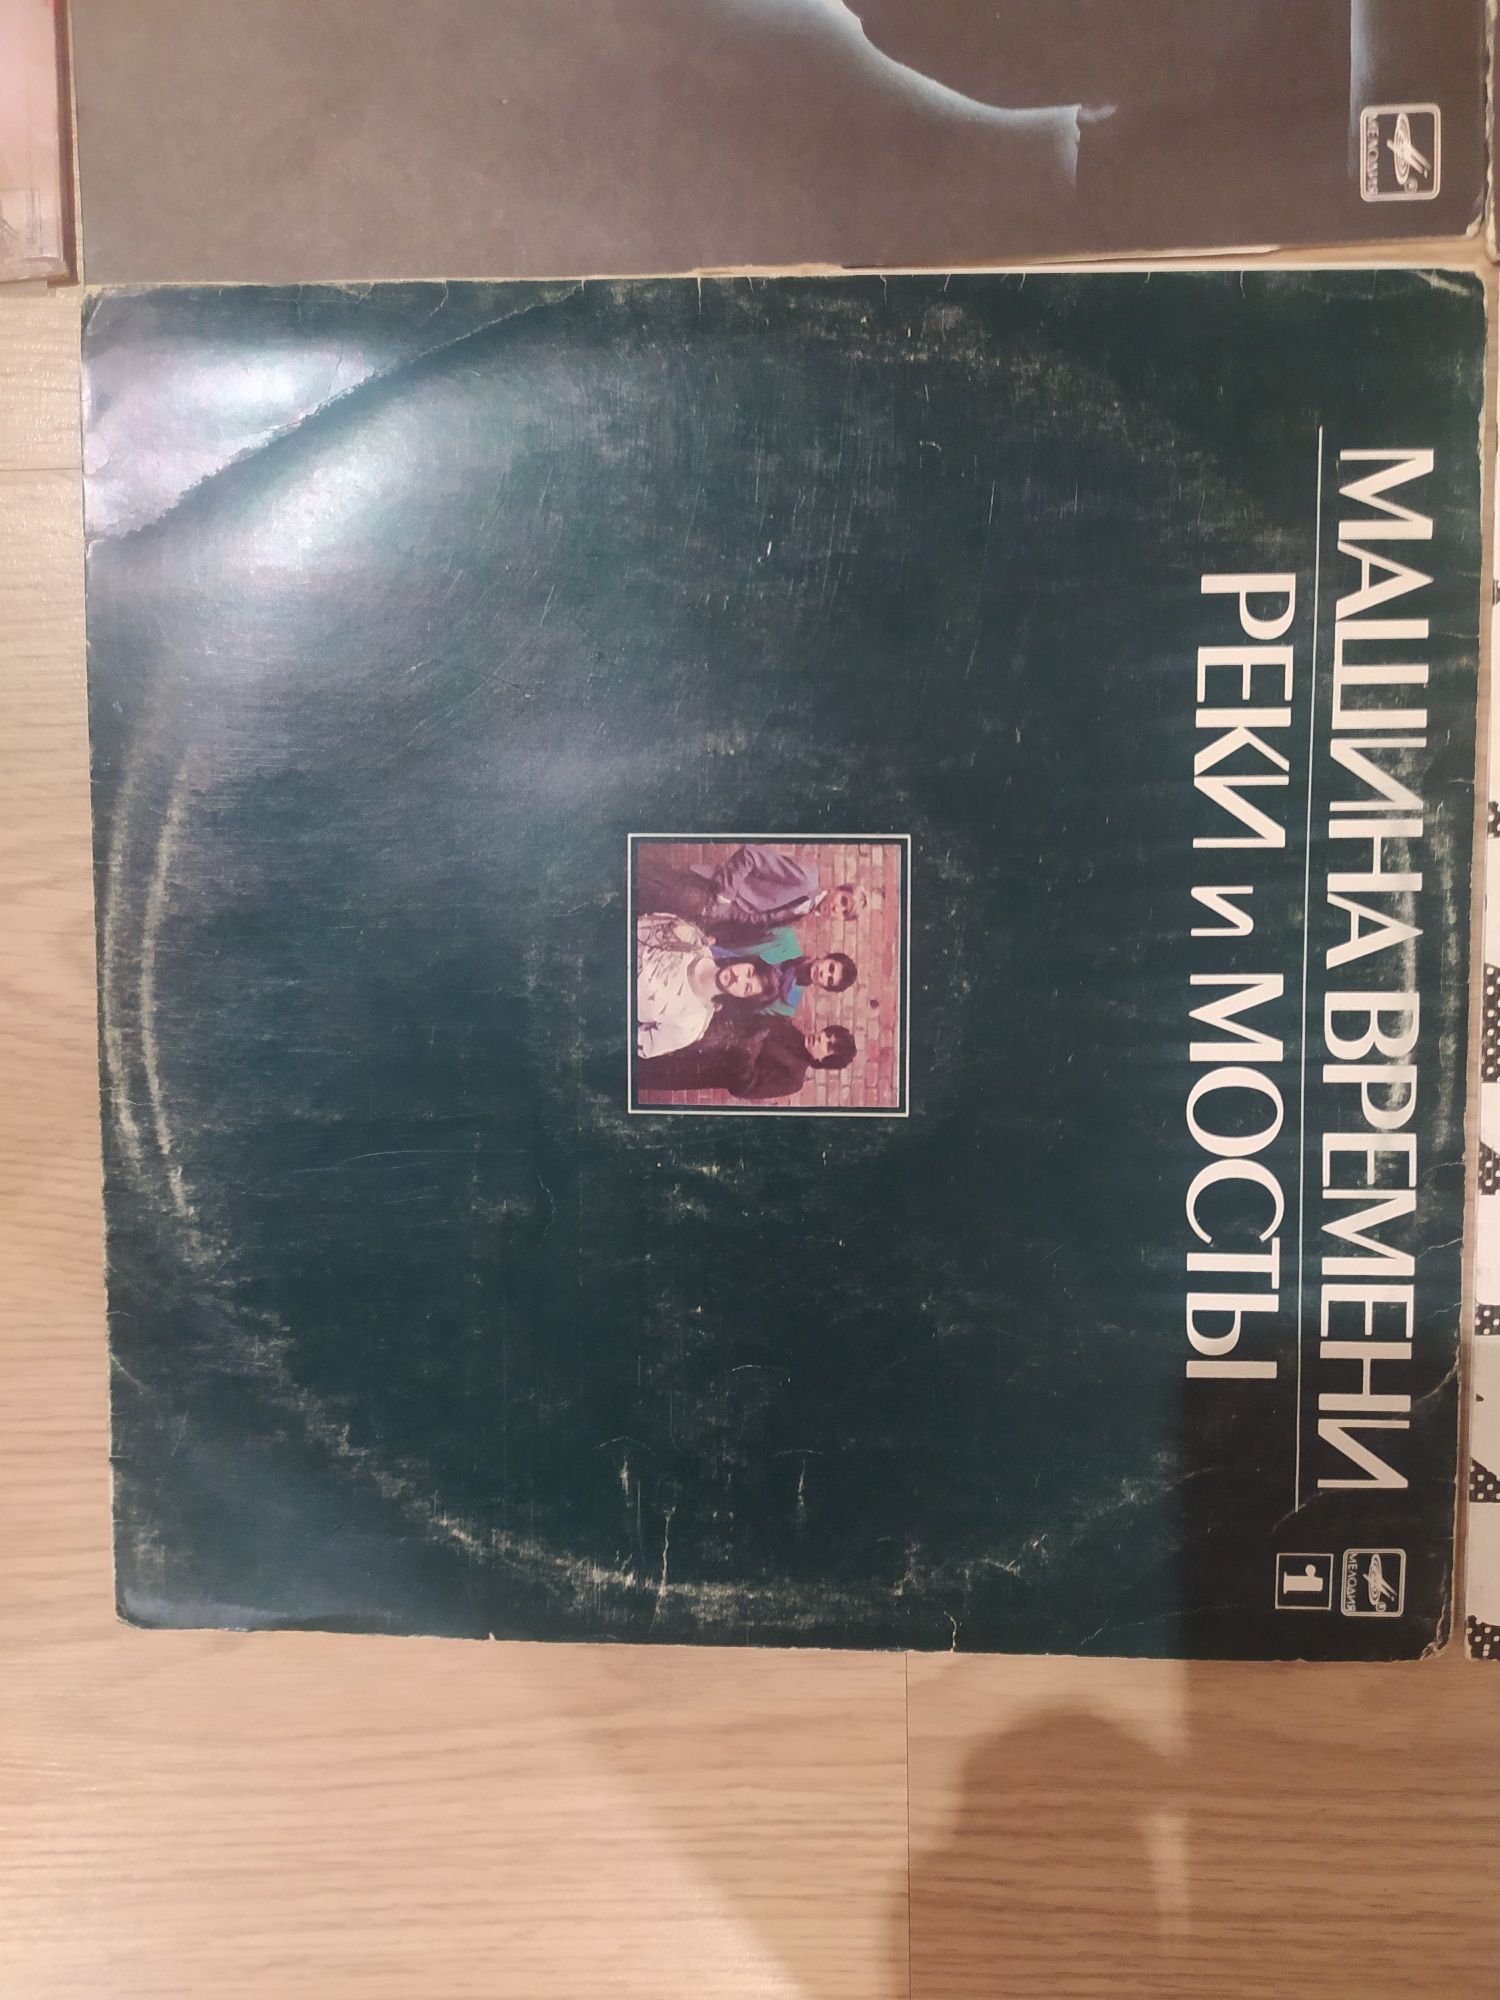 МЕЛОДИЯ
МАШИНА ВРЕМЕНИ
РЕКИ и МОСТЫ
МЕЛОДИЯ
1